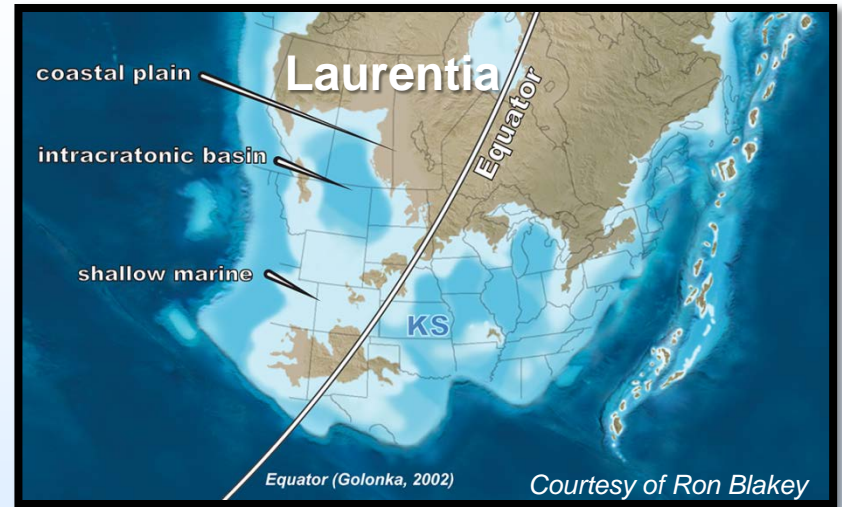 Laurentia
coastal plain
Equator
intracratonic basin
shallow marine
KS
Equator (Golonka, 2002)
Courtesy of Ron Blakey